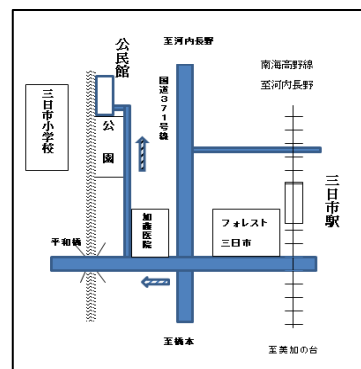 公民館
至河内長野
南海高野線
至河内長野
国道371号線
三日市小学校
公園
三日市駅
加鑫医院
フォレスト
三日市
平和橋
至橋本
至美加の台